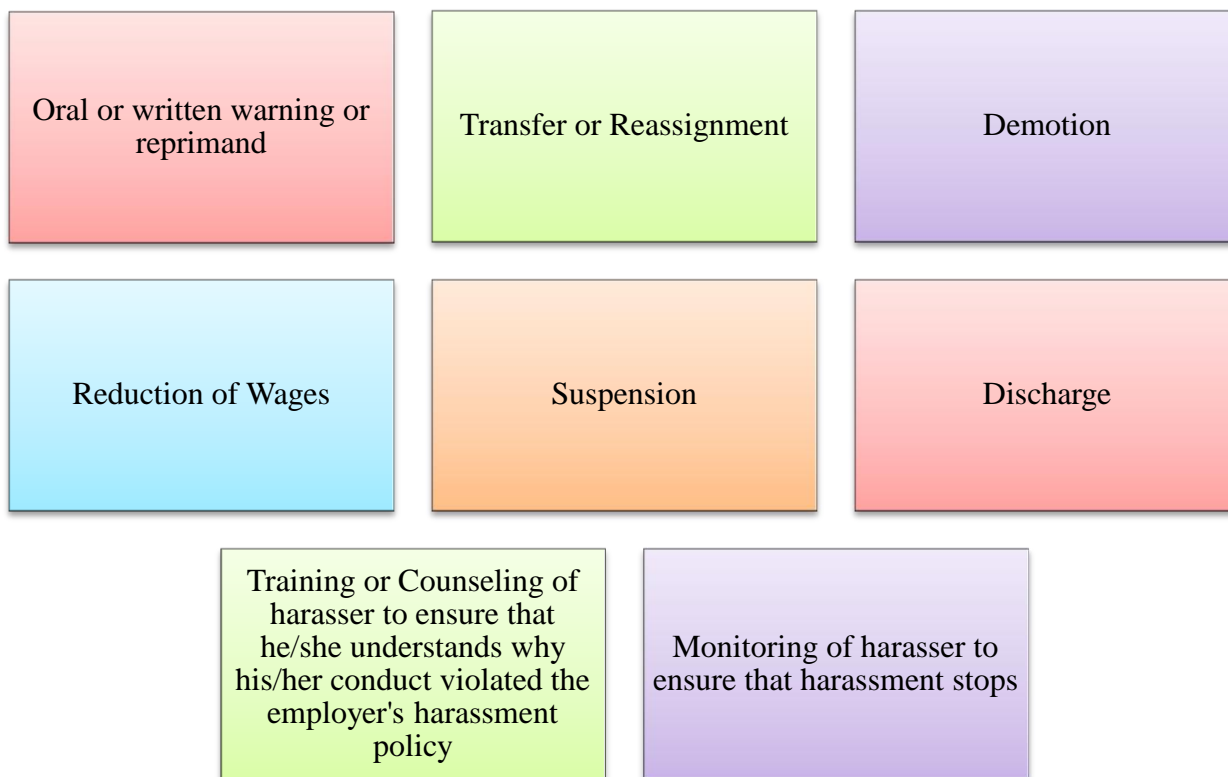 Oral or written warning or
reprimand
Transfer or Reassignment
Demotion
Reduction of Wages
Suspension
Discharge
Training or Counseling of
harasser to ensure that
he/she understands why
his/her conduct violated the
employer's harassment
policy
Monitoring of harasser to
ensure that harassment stops